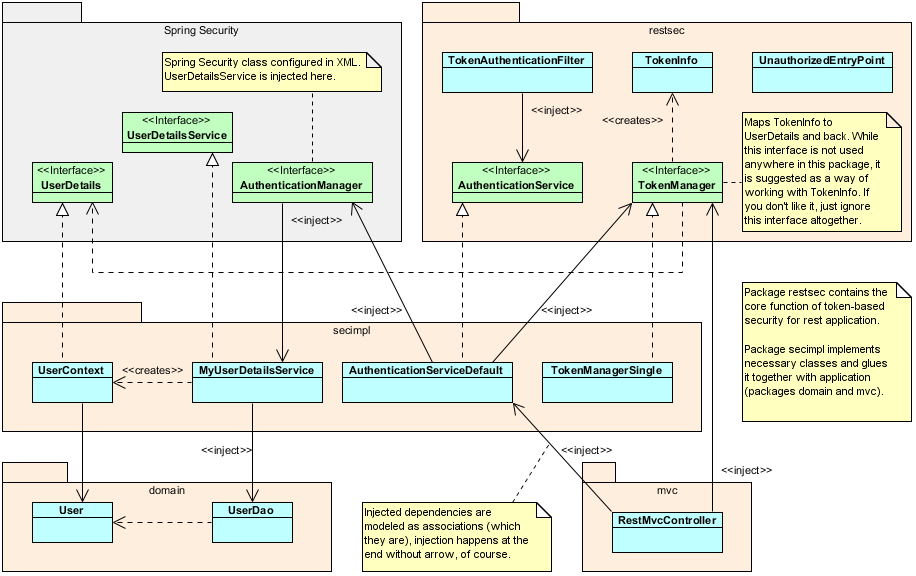 Spring Security
restsec
Spring Security class configured in XML.
UserDetailsService is injected here.
TokenAuthenticationFilter
TokenInfo
UnauthorizedEntryPoint
<<inject>>
<<creates>>
<<Interface>>
UserDetailsService
Maps TokenInfo to
UserDetails and back. While
this interface is not used
anywhere in this package, it
is suggested as a way of
working with TokenInfo. If
you don't like it, just ignore
this interface altogether.
<<Interface>>
UserDetails
<<Interface>>
AuthenticationManager
<<Interface>>
AuthenticationService
<<Interface>>
TokenManager
<<inject>>
<<inject>>
<<inject>>
Package restsec contains the
core function of token-based
security for rest application.
Package secimpl implements
necessary classes and glues
it together with application
(packages domain and mvc).
secimpl
UserContext
<<creates>>
MyUserDetailsService
AuthenticationServiceDefault
TokenManagerSingle
<<inject>>
<<inject>>
<<inject>>
domain
User
UserDao
Injected dependencies are
modeled as associations (which
they are), injection happens at the
end without arrow, of course.
mvc
RestMvcController